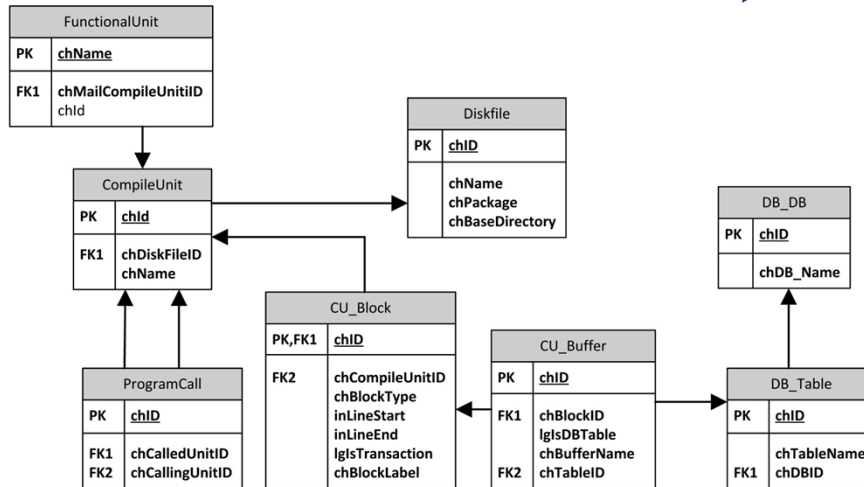 FunctionalUnit
PK chName
FK1 chMailCompileUnitiID
chId
Diskfile
PK chID
chName
chPackage
chBaseDirectory
CompileUnit
PK chId
FK1 chDiskFileID
chName
DB_DB
PK chID
chDB_Name
CU_Block
PK,FK1 chID
FK2 chCompileUnitID
chBlockType
inLineStart
inLineEnd
lgIsTransaction
chBlockLabel
CU_Buffer
PK chID
FK1 chBlockID
lgIsDBTable
chBufferName
FK2 chTableID
ProgramCall
PK chID
FK1 chCalledUnitID
FK2 chCallingUnitID
DB_Table
PK chID
chTableName
FK1 chDBID